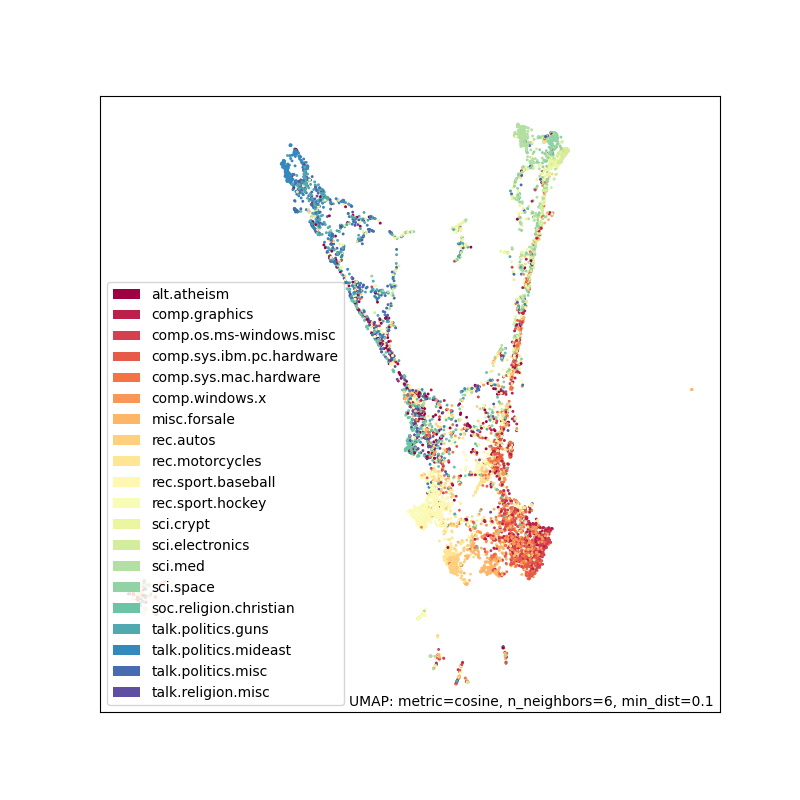 alt.atheism
comp.graphics
comp.os.ms-windows.misc
comp.sys.ibm.pc.hardware
comp.sys.mac.hardware
comp.windows.x
misc.forsale
rec.autos
rec.motorcycles
rec.sport.baseball
rec.sport.hockey
sci.crypt
sci.electronics
sci.med
sci.space
soc.religion.christian
talk.politics.guns
talk.politics.mideast
talk.politics.misc
talk.religion.misc
UMAP: metric=cosine, n_neighbors=6, min_dist=0.1